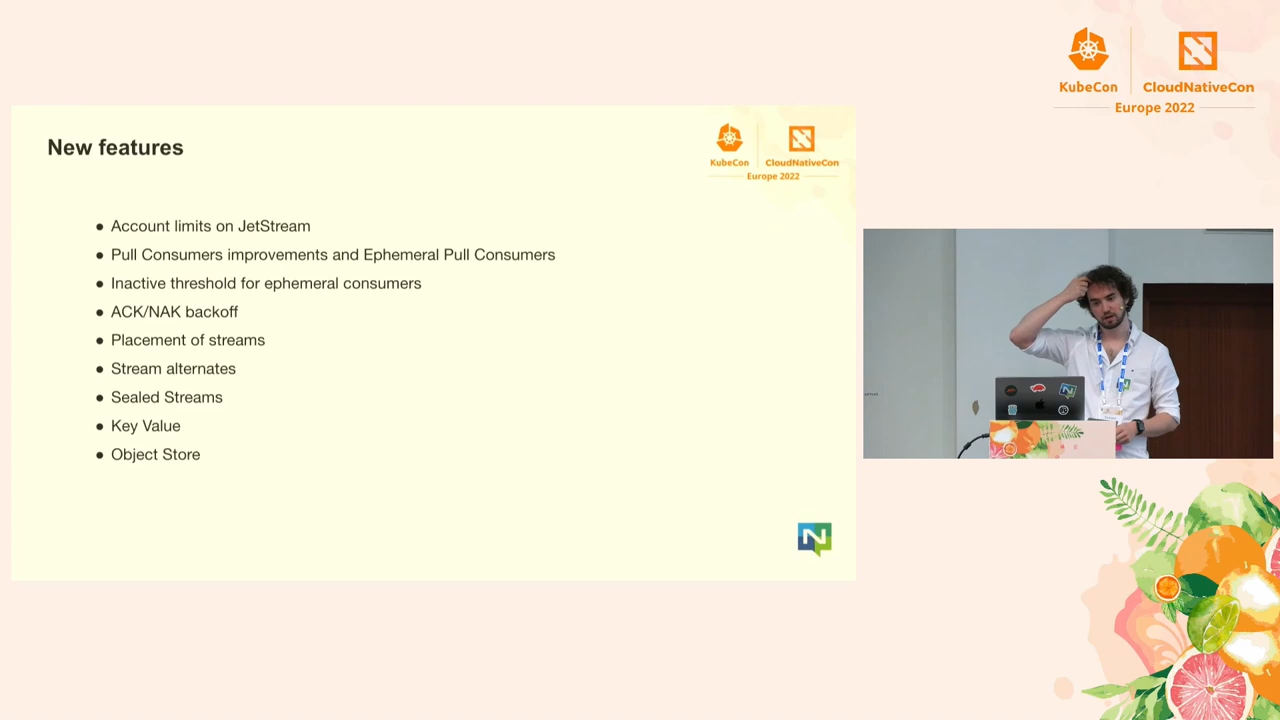 KubeCon
CloudNativeCon
Europe 2022
New features
KubeCon
CloudNativeCon
Europe 2022
● Account limits on JetStream
● Pull Consumers improvements and Ephemeral Pull Consumers
● Inactive threshold for ephemeral consumers
● ACK/NAK backoff
● Placement of streams
● Stream alternates
● Sealed Streams
● Key Value
● Object Store
N